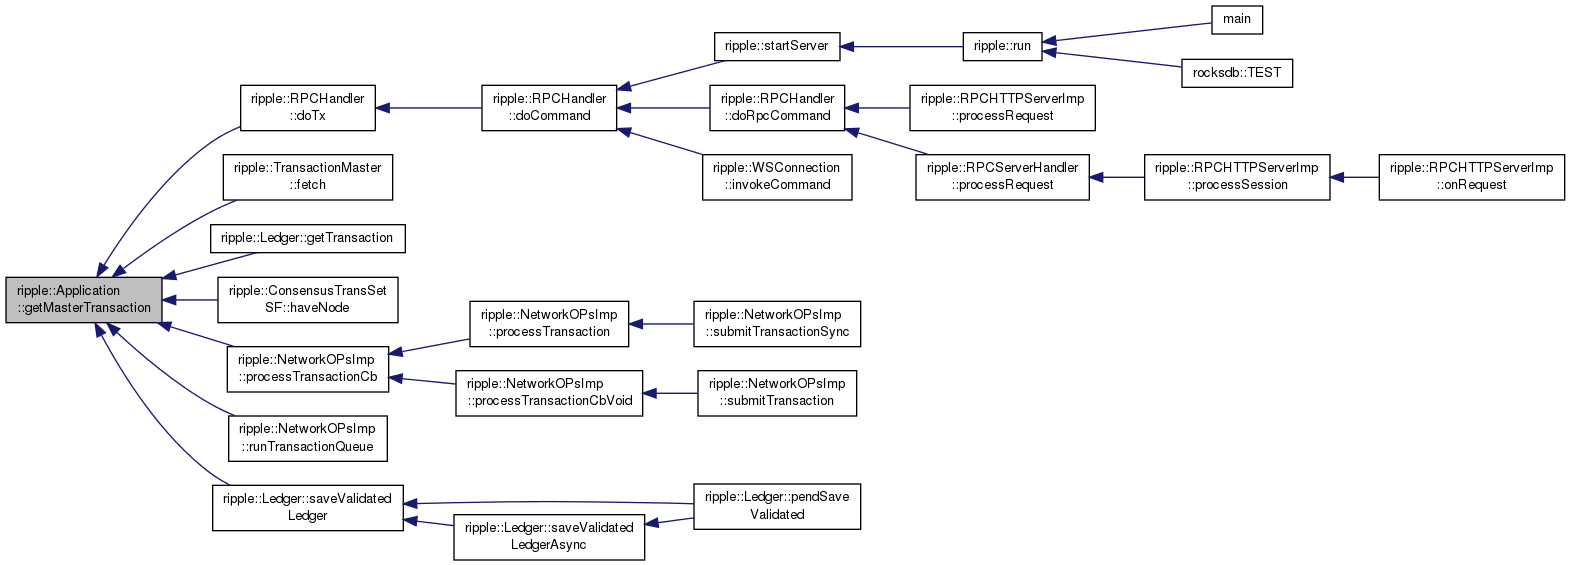 main
ripple::startServer
ripple::run
rocksdb::TEST
ripple::RPCHandler
::doTx
ripple::RPCHandler
::doCommand
ripple::RPCHandler
::doRpcCommand
ripple::RPCHTTPServerImp
::processRequest
ripple::TransactionMaster
::fetch
ripple::WSConnection
::invokeCommand
ripple::RPCServerHandler
::processRequest
ripple::RPCHTTPServerImp
::processSession
ripple::RPCHTTPServerImp
::onRequest
ripple::Ledger::getTransaction
ripple::Application
::getMasterTransaction
ripple::ConsensusTransSet
SF::haveNode
ripple::NetworkOPsImp
::processTransaction
ripple::NetworkOPsImp
::submitTransactionSync
ripple::NetworkOPsImp
::processTransactionCb
ripple::NetworkOPsImp
::processTransactionCbVoid
ripple::NetworkOPsImp
::submitTransaction
ripple::NetworkOPsImp
::runTransactionQueue
ripple::Ledger::saveValidated
Ledger
ripple::Ledger::pendSave
Validated
ripple::Ledger::saveValidated
LedgerAsync